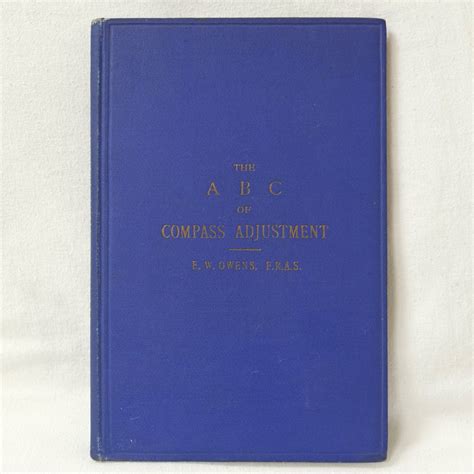 THE
A B C
OF
COMPASS ADJUSTMENT
E. W. OWENS, F.R.A.S.